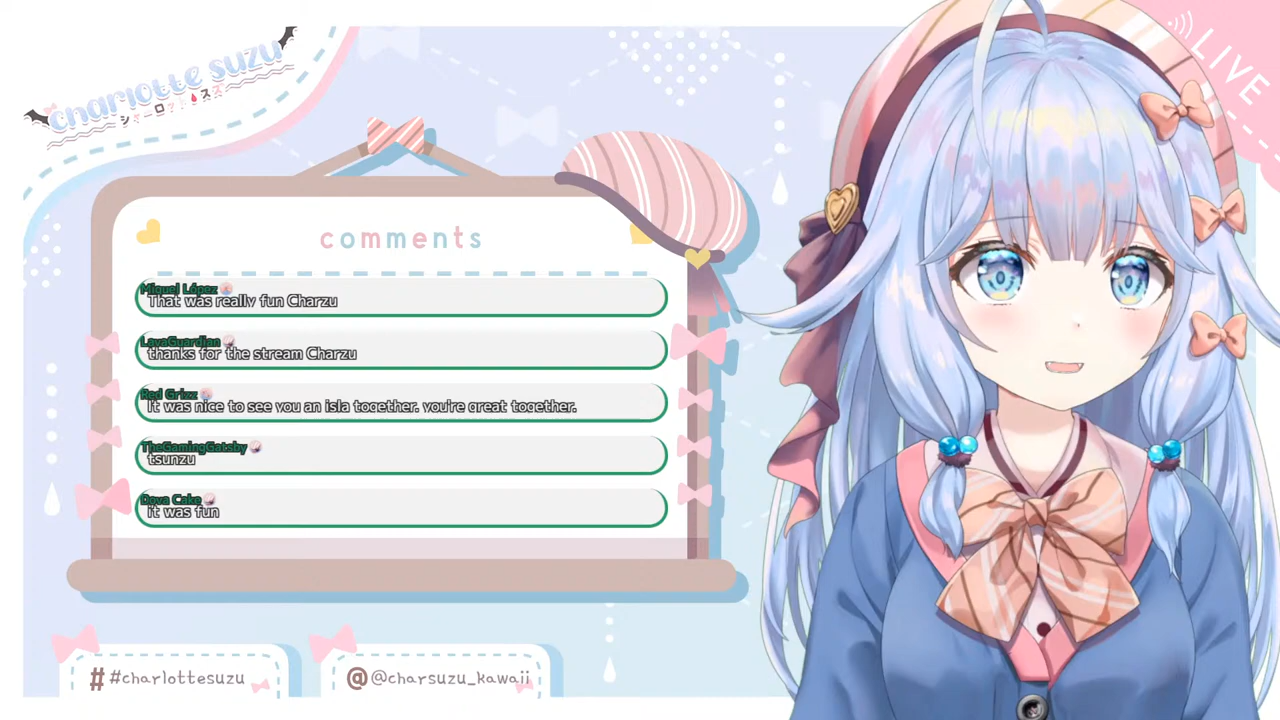 charlotte suzu
シャーロットスズ
LIVE
comments
Miguel López
That was really fun Charzu
LavaGuardian
thanks for the stream Charzu
Red Grizz
It was nice to see you an isla together. you're great together.
TheGamingGatsby
tsunzu
Dova Cake
it was fun
# #charlottesuzu
@ @charsuzu_kawaii